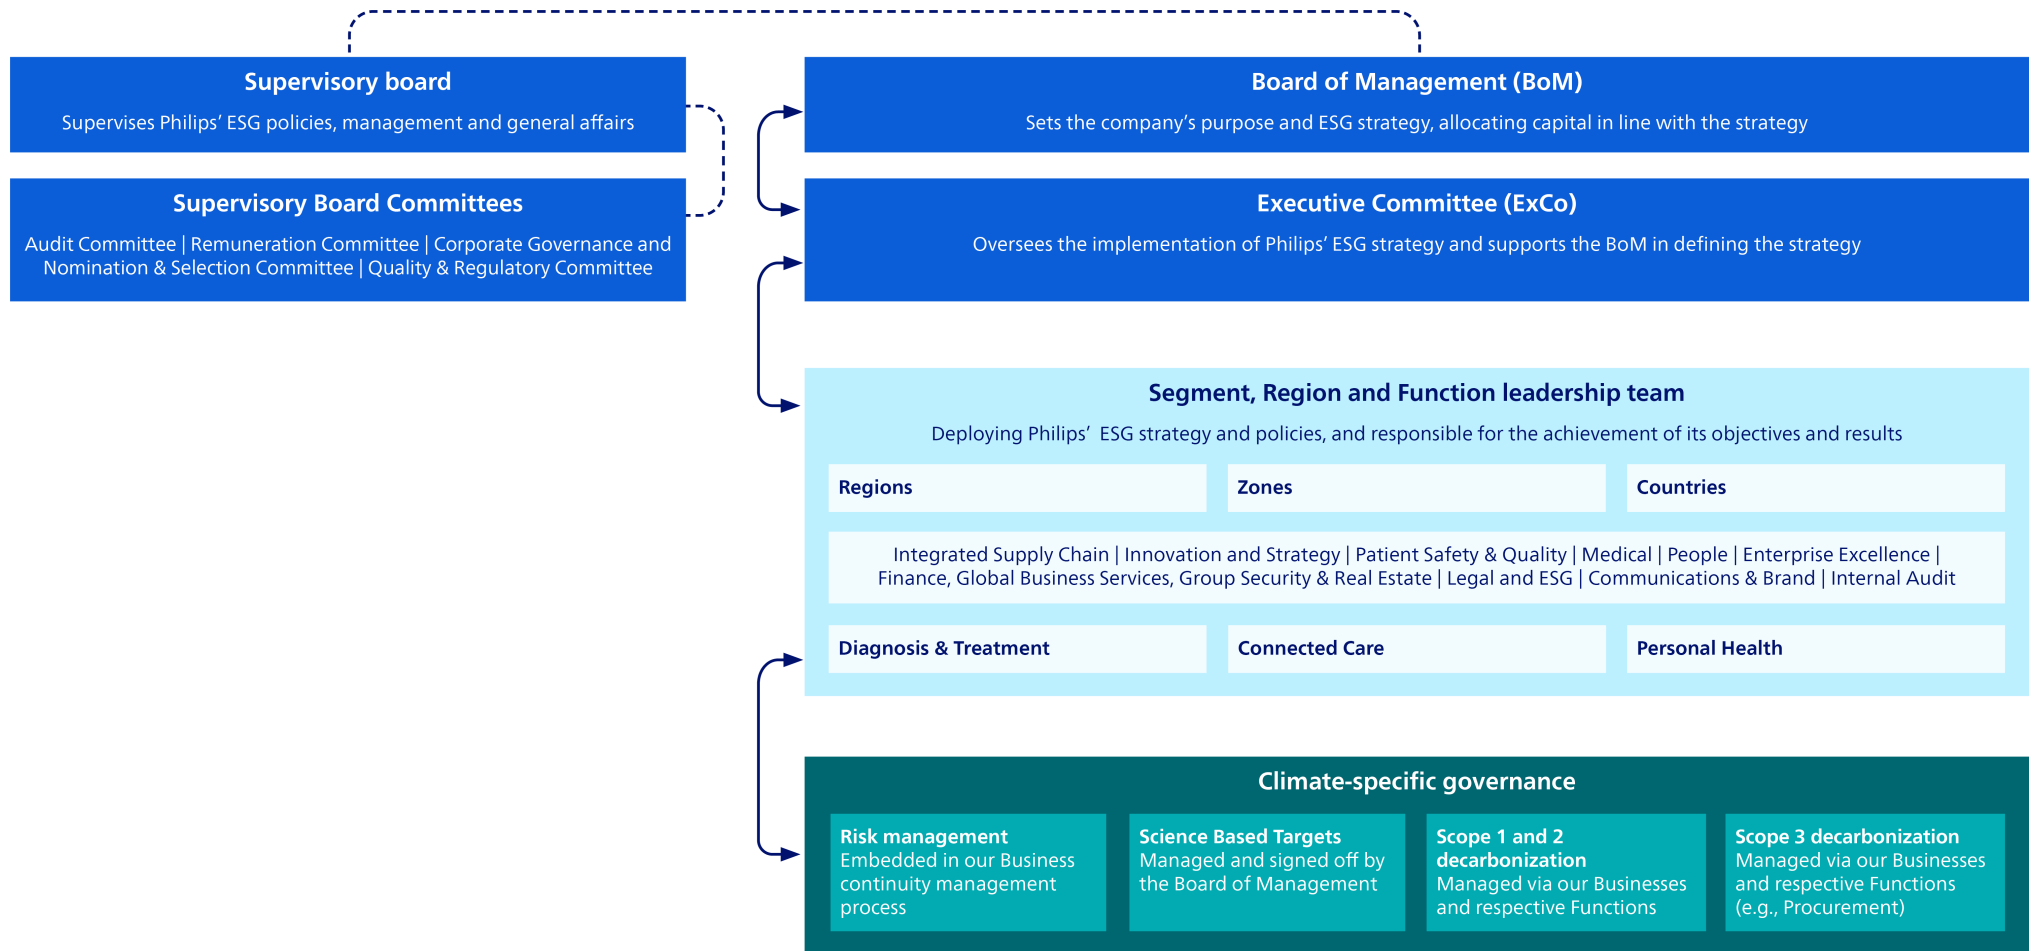 Supervisory board
Supervises Philips’ ESG policies, management and general affairs
Supervisory Board Committees
Audit Committee | Remuneration Committee | Corporate Governance and
Nomination & Selection Committee | Quality & Regulatory Committee
Board of Management (BoM)
Sets the company’s purpose and ESG strategy, allocating capital in line with the strategy
Executive Committee (ExCo)
Oversees the implementation of Philips’ ESG strategy and supports the BoM in defining the strategy
Segment, Region and Function leadership team
Deploying Philips’ ESG strategy and policies, and responsible for the achievement of its objectives and results
Regions
Zones
Countries
Integrated Supply Chain | Innovation and Strategy | Patient Safety & Quality | Medical | People | Enterprise Excellence |
Finance, Global Business Services, Group Security & Real Estate | Legal and ESG | Communications & Brand | Internal Audit
Diagnosis & Treatment
Connected Care
Personal Health
Climate-specific governance
Risk management
Embedded in our Business
continuity management
process
Science Based Targets
Managed and signed off by
the Board of Management
Scope 1 and 2
decarbonization
Managed via our Businesses
and respective Functions
Scope 3 decarbonization
Managed via our Businesses
and respective Functions
(e.g., Procurement)